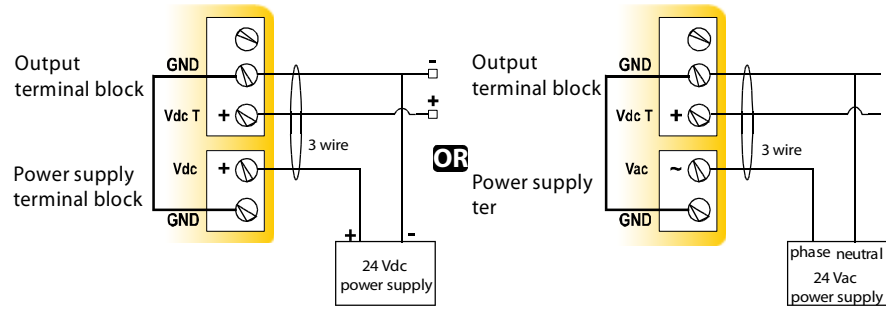 Output
terminal block
GND
Vdc T
+
-
+
3 wire
Power supply
terminal block
Vdc
+
GND
+
-
24 Vdc
power supply
OR
Output
terminal block
GND
Vdc T
+
3 wire
Power supply
ter
Vac
~
GND
phase neutral
24 Vac
power supply